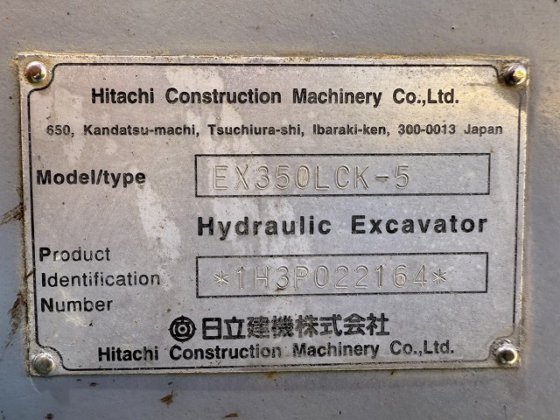 Hitachi Construction Machinery Co.,Ltd.
650, Kandatsu-machi, Tsuchiura-shi, Ibaraki-ken, 300-0013 Japan
Model/type EX350LCK-5
Hydraulic Excavator
Product
Identification *1H3P022164*
Number
日立建機株式会社
Hitachi Construction Machinery Co.,Ltd.